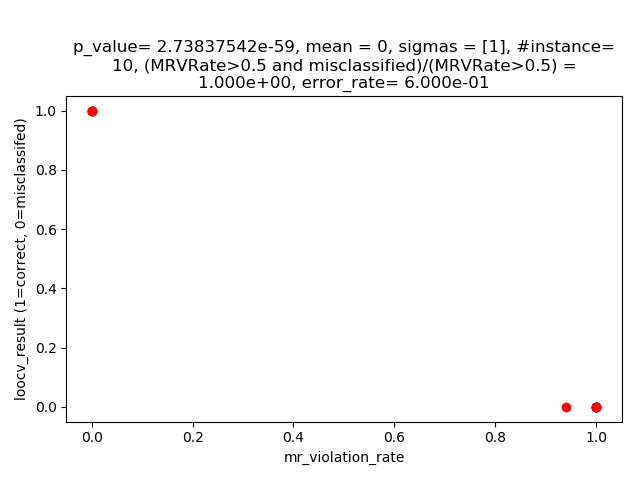 p_value= 2.73837542e-59, mean = 0, sigmas = [1], #instance=
10, (MRVRate>0.5 and misclassified)/(MRVRate>0.5) =
1.000e+00, error_rate= 6.000e-01
loocv_result (1=correct, 0=misclassifed)
1.0
0.8
0.6
0.4
0.2
0.0
0.0 0.2 0.4 0.6 0.8 1.0
mr_violation_rate